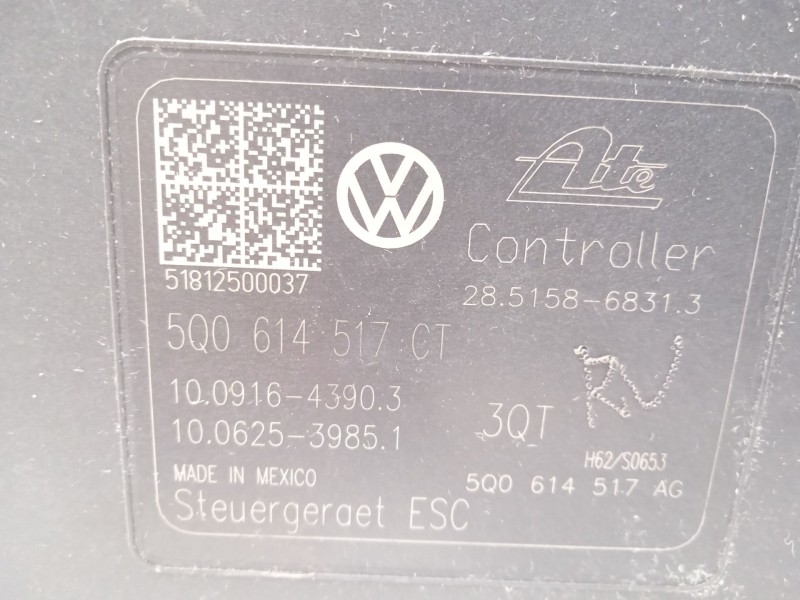 Ate
Controller
28.5158-6831.3
51812500037
5Q0 614 517 CT
10.0916-4390.3
10.0625-3985.1
3QT
H62/S0653
MADE IN MEXICO
5Q0 614 517 AG
Steuergeraet ESC